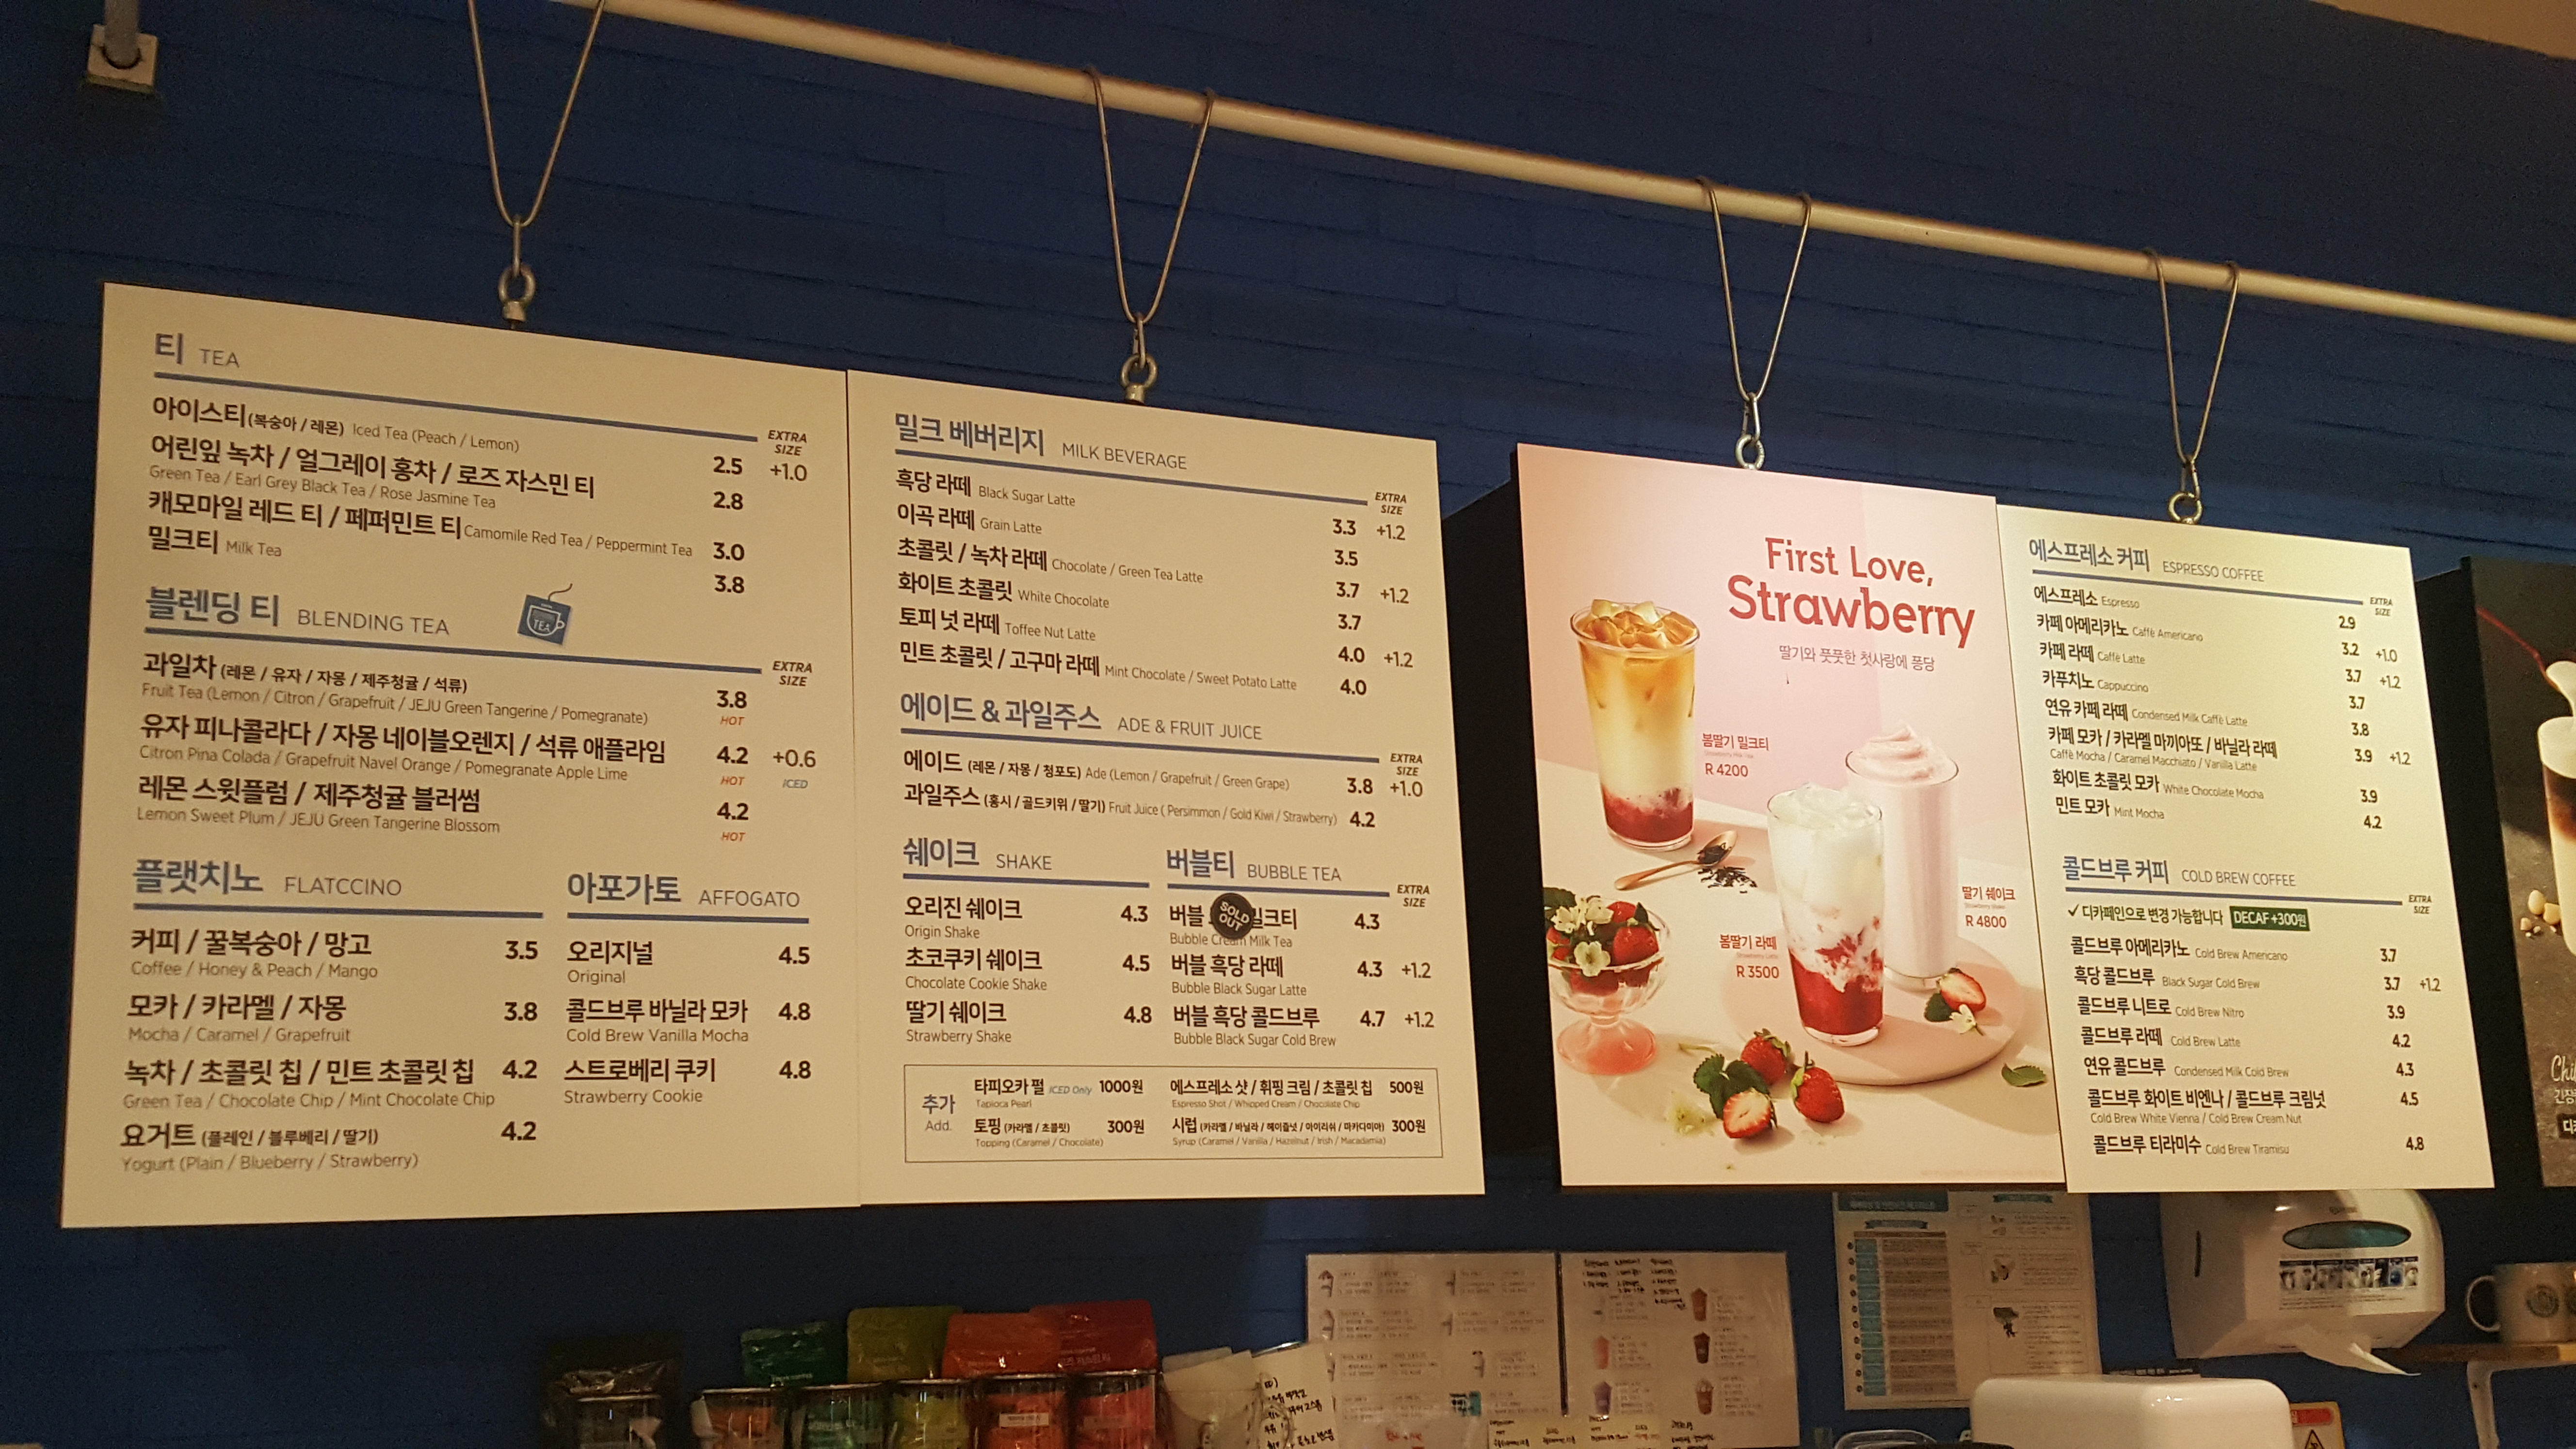 티 TEA
EXTRA SIZE
아이스티 (복숭아 / 레몬) Iced Tea (Peach / Lemon) 2.5 +1.0
어린잎 녹차 / 얼그레이 홍차 / 로즈 자스민 티 2.8
Green Tea / Earl Grey Black Tea / Rose Jasmine Tea
캐모마일 레드 티 / 페퍼민트 티 Camomile Red Tea / Peppermint Tea 3.0
밀크티 Milk Tea 3.8
블렌딩 티 BLENDING TEA
TEA
EXTRA SIZE
과일차 (레몬 / 유자 / 자몽 / 제주청귤 / 석류) 3.8
Fruit Tea (Lemon / Citron / Grapefruit / JEJU Green Tangerine / Pomegranate) HOT
유자 피나콜라다 / 자몽 네이블오렌지 / 석류 애플라임 4.2 +0.6
Citron Pina Colada / Grapefruit Navel Orange / Pomegranate Apple Lime HOT ICED
레몬 스윗플럼 / 제주청귤 블러썸 4.2
Lemon Sweet Plum / JEJU Green Tangerine Blossom HOT
플랫치노 FLATCCINO
커피 / 꿀복숭아 / 망고 3.5
Coffee / Honey & Peach / Mango
모카 / 카라멜 / 자몽 3.8
Mocha / Caramel / Grapefruit
녹차 / 초콜릿 칩 / 민트 초콜릿 칩 4.2
Green Tea / Chocolate Chip / Mint Chocolate Chip
요거트 (플레인 / 블루베리 / 딸기) 4.2
Yogurt (Plain / Blueberry / Strawberry)
아포가토 AFFOGATO
오리지널 4.5
Original
콜드브루 바닐라 모카 4.8
Cold Brew Vanilla Mocha
스트로베리 쿠키 4.8
Strawberry Cookie
밀크 베버리지 MILK BEVERAGE
EXTRA SIZE
흑당 라떼 Black Sugar Latte 3.3 +1.2
이곡 라떼 Grain Latte 3.5
초콜릿 / 녹차 라떼 Chocolate / Green Tea Latte 3.7 +1.2
화이트 초콜릿 White Chocolate 3.7
토피 넛 라떼 Toffee Nut Latte 4.0 +1.2
민트 초콜릿 / 고구마 라떼 Mint Chocolate / Sweet Potato Latte 4.0
에이드 & 과일주스 ADE & FRUIT JUICE
EXTRA SIZE
에이드 (레몬 / 자몽 / 청포도) Ade (Lemon / Grapefruit / Green Grape) 3.8 +1.0
과일주스 (홍시 / 골드키위 / 딸기) Fruit Juice ( Persimmon / Gold Kiwi / Strawberry) 4.2
쉐이크 SHAKE
오리진 쉐이크 4.3
Origin Shake
초코쿠키 쉐이크 4.5
Chocolate Cookie Shake
딸기 쉐이크 4.8
Strawberry Shake
버블티 BUBBLE TEA
EXTRA SIZE
버블 밀크티 4.3
SOLD OUT
Bubble Cream Milk Tea
버블 흑당 라떼 4.3 +1.2
Bubble Black Sugar Latte
버블 흑당 콜드브루 4.7 +1.2
Bubble Black Sugar Cold Brew
추가
Add.
타피오카 펄 ICED Only 1000원
Tapioca Pearl
토핑 (카라멜 / 초콜릿) 300원
Topping (Caramel / Chocolate)
에스프레소 샷 / 휘핑 크림 / 초콜릿 칩 500원
Espresso Shot / Whipped Cream / Chocolate Chip
시럽 (카라멜 / 바닐라 / 헤이즐넛 / 아이리쉬 / 마카다미아) 300원
Syrup (Caramel / Vanilla / Hazelnut / Irish / Macadamia)
First Love,
Strawberry
딸기와 풋풋한 첫사랑에 퐁당
봄딸기 밀크티
R 4200
딸기 쉐이크
R 4800
봄딸기 라떼
R 3500
에스프레소 커피 ESPRESSO COFFEE
EXTRA SIZE
에스프레소 Espresso 2.9
카페 아메리카노 Caffè Americano 3.2 +1.0
카페 라떼 Caffè Latte 3.7 +1.2
카푸치노 Cappuccino 3.7
연유 카페 라떼 Condensed Milk Caffè Latte 3.8
카페 모카 / 카라멜 마끼아또 / 바닐라 라떼 3.9 +1.2
Caffè Mocha / Caramel Macchiato / Vanilla Latte
화이트 초콜릿 모카 White Chocolate Mocha 3.9
민트 모카 Mint Mocha 4.2
콜드브루 커피 COLD BREW COFFEE
EXTRA SIZE
✓ 디카페인으로 변경 가능합니다 DECAF +300원
콜드브루 아메리카노 Cold Brew Americano 3.7
흑당 콜드브루 Black Sugar Cold Brew 3.7 +1.2
콜드브루 니트로 Cold Brew Nitro 3.9
콜드브루 라떼 Cold Brew Latte 4.2
연유 콜드브루 Condensed Milk Cold Brew 4.3
콜드브루 화이트 비엔나 / 콜드브루 크림넛 4.5
Cold Brew White Vienna / Cold Brew Cream Nut
콜드브루 티라미수 Cold Brew Tiramisu 4.8